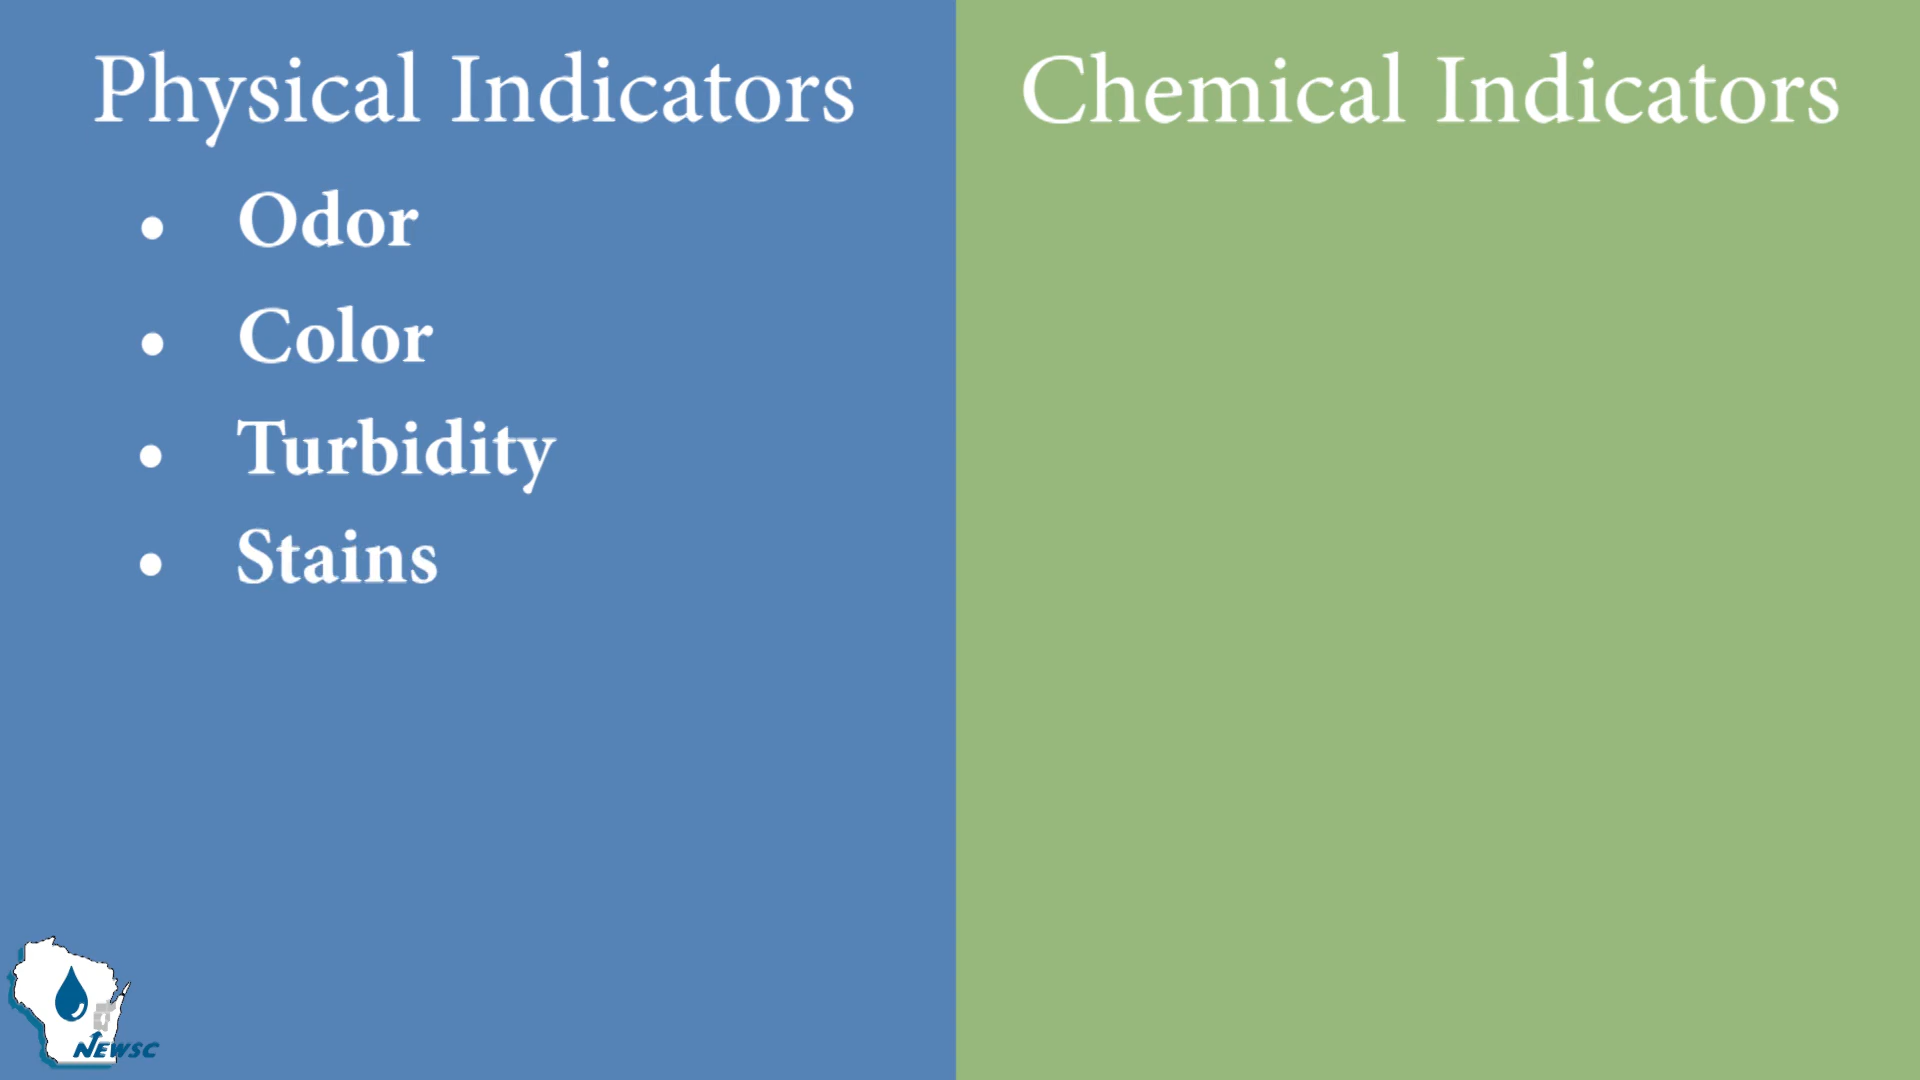 Physical Indicators
• Odor
• Color
• Turbidity
• Stains
Chemical Indicators
NEWSC